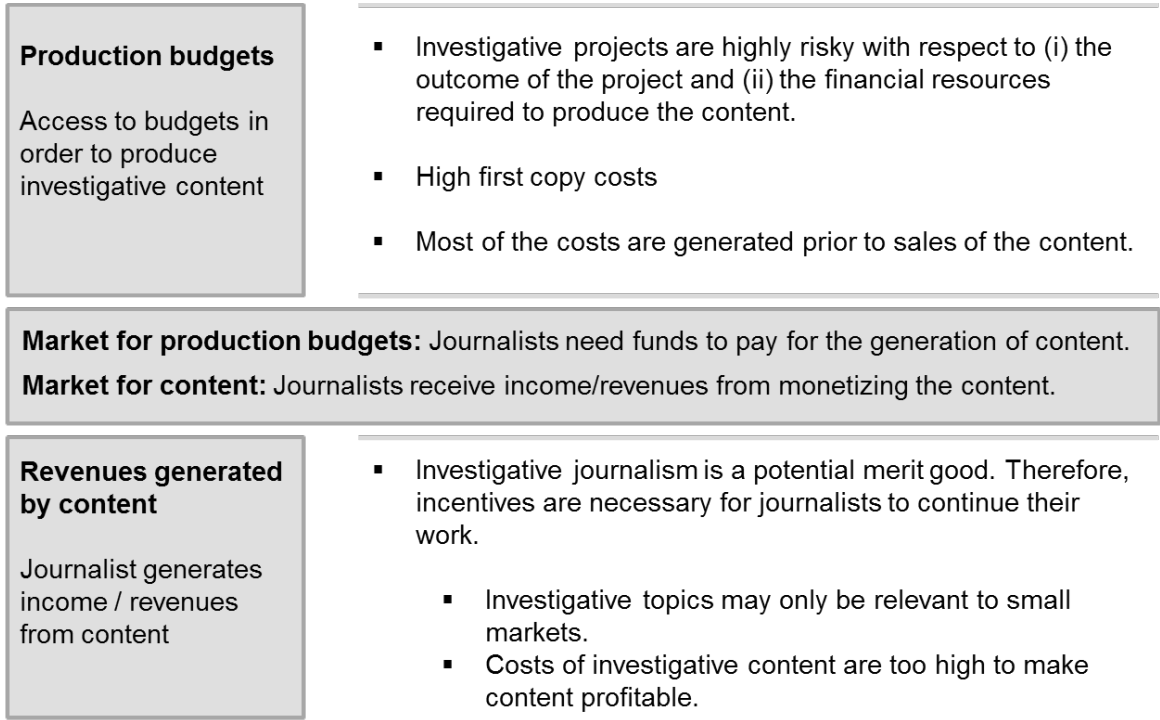 Production budgets
Access to budgets in
order to produce
investigative content
▪ Investigative projects are highly risky with respect to (i) the
outcome of the project and (ii) the financial resources
required to produce the content.
▪ High first copy costs
▪ Most of the costs are generated prior to sales of the content.
Market for production budgets: Journalists need funds to pay for the generation of content.
Market for content: Journalists receive income/revenues from monetizing the content.
Revenues generated
by content
Journalist generates
income / revenues
from content
▪ Investigative journalism is a potential merit good. Therefore,
incentives are necessary for journalists to continue their
work.
▪ Investigative topics may only be relevant to small
markets.
▪ Costs of investigative content are too high to make
content profitable.